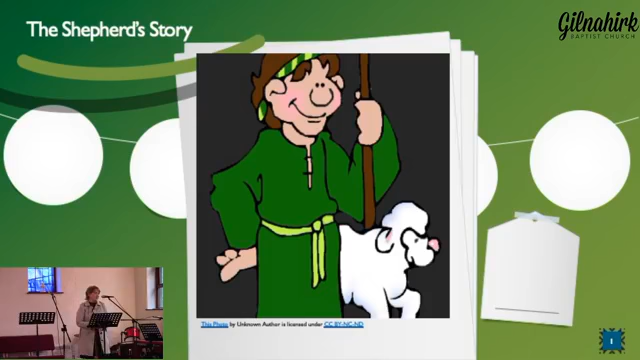 The Shepherd's Story
Gilnahirk
BAPTIST CHURCH
This Photo by Unknown Author is licensed under CC BY-NC-ND
1